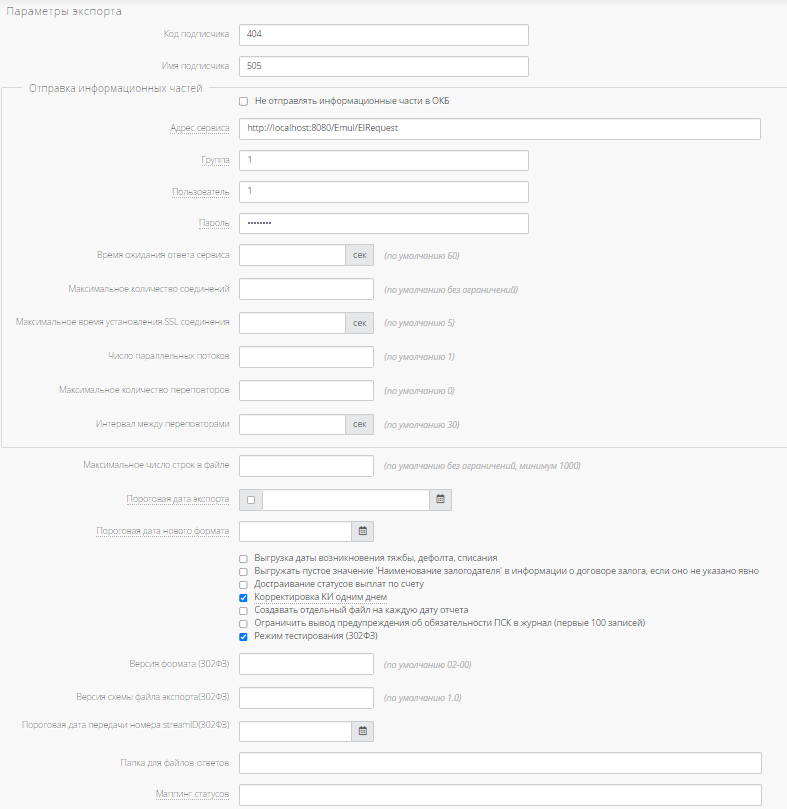 Параметры экспорта
Код подписчика 404
Имя подписчика 505
Отправка информационных частей
Не отправлять информационные части в ОКБ
Адрес сервиса http://localhost:8080/Emul/EIRequest
Группа 1
Пользователь 1
Пароль ••••••••
Время ожидания ответа сервиса сек (по умолчанию 60)
Максимальное количество соединений (по умолчанию без ограничений)
Максимальное время установления SSL соединения сек (по умолчанию 5)
Число параллельных потоков (по умолчанию 1)
Максимальное количество переповторов (по умолчанию 0)
Интервал между переповторами сек (по умолчанию 30)
Максимальное число строк в файле (по умолчанию без ограничений, минимум 1000)
Пороговая дата экспорта
Пороговая дата нового формата
Выгрузка даты возникновения тяжбы, дефолта, списания
Выгружать пустое значение 'Наименование залогодателя' в информации о договоре залога, если оно не указано явно
Достраивание статусов выплат по счету
Корректировка КИ одним днем
Создавать отдельный файл на каждую дату отчета
Ограничить вывод предупреждения об обязательности ПСК в журнал (первые 100 записей)
Режим тестирования (302ФЗ)
Версия формата (302ФЗ) (по умолчанию 02-00)
Версия схемы файла экспорта(302ФЗ) (по умолчанию 1.0)
Пороговая дата передачи номера streamID(302ФЗ)
Папка для файлов-ответов
Маппинг статусов